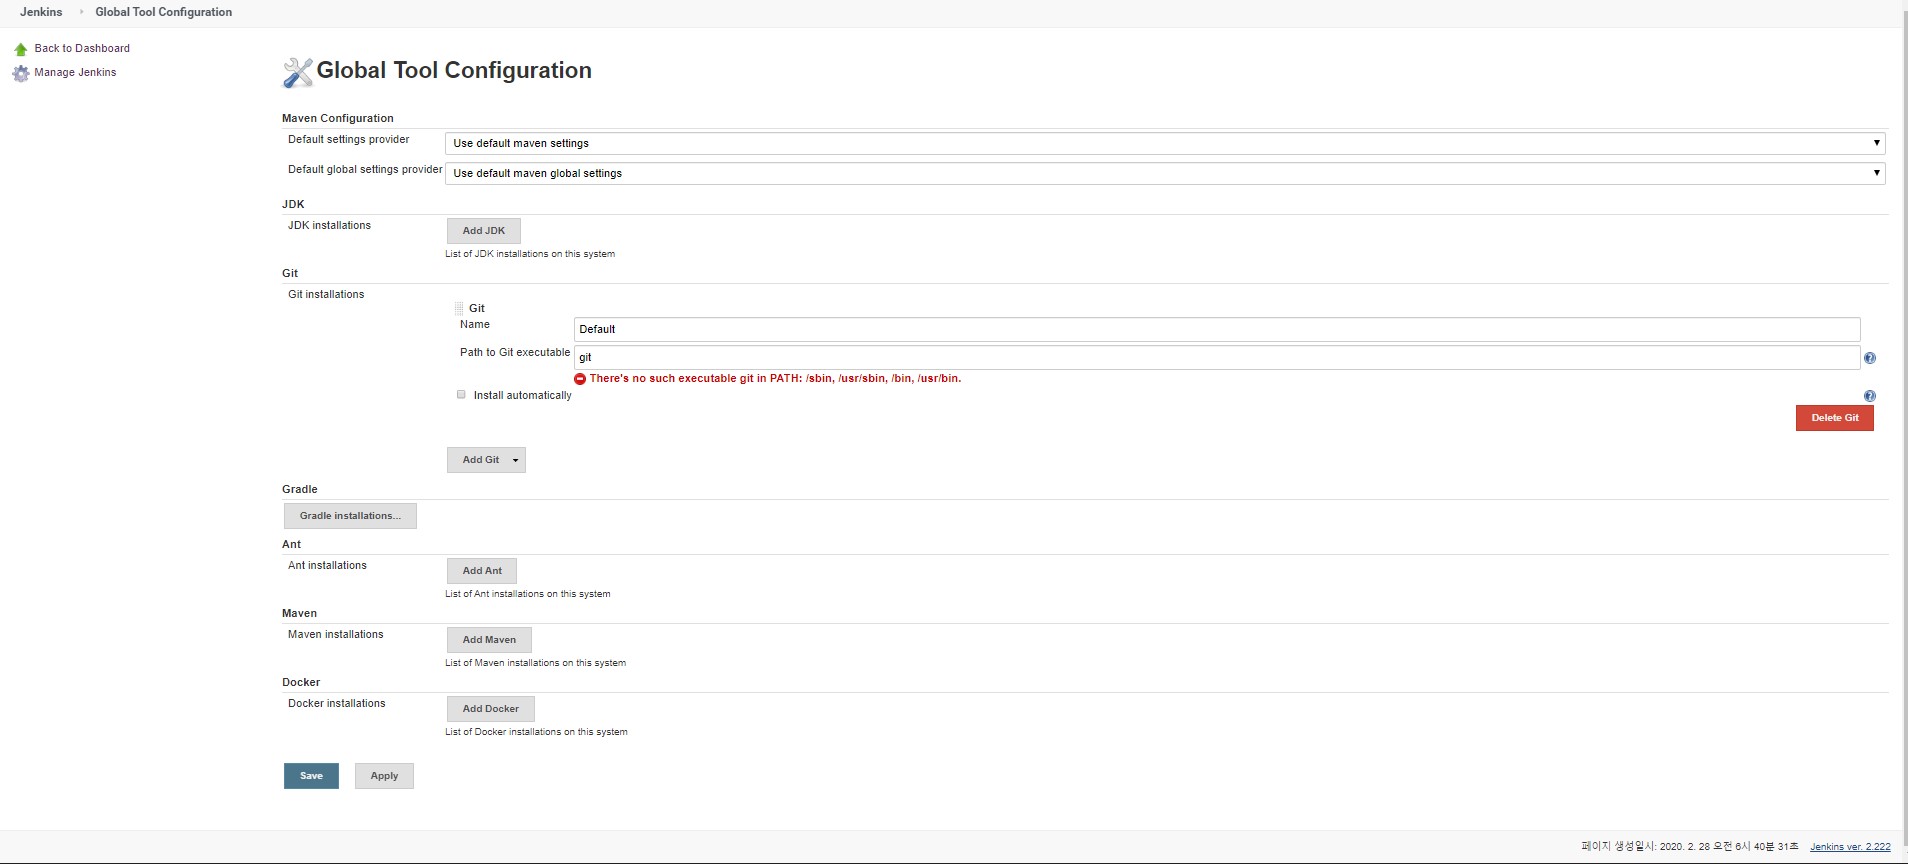 Jenkins Global Tool Configuration
Back to Dashboard
Manage Jenkins
Global Tool Configuration
Maven Configuration
Default settings provider Use default maven settings
Default global settings provider Use default maven global settings
JDK
JDK installations Add JDK
List of JDK installations on this system
Git
Git installations
Git
Name Default
Path to Git executable git
There's no such executable git in PATH: /sbin, /usr/sbin, /bin, /usr/bin.
Install automatically
Delete Git
Add Git
Gradle
Gradle installations...
Ant
Ant installations Add Ant
List of Ant installations on this system
Maven
Maven installations Add Maven
List of Maven installations on this system
Docker
Docker installations Add Docker
List of Docker installations on this system
Save Apply
페이지 생성일시: 2020. 2. 28 오전 6시 40분 31초 Jenkins ver. 2.222